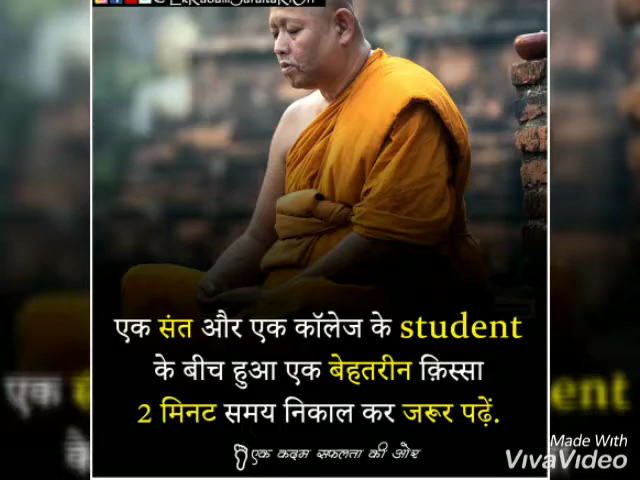 एक संत और एक कॉलेज के student
के बीच हुआ एक बेहतरीन क़िस्सा
2 मिनट समय निकाल कर जरूर पढ़ें.
एक कदम सफलता की ओर
Made With
VivaVideo